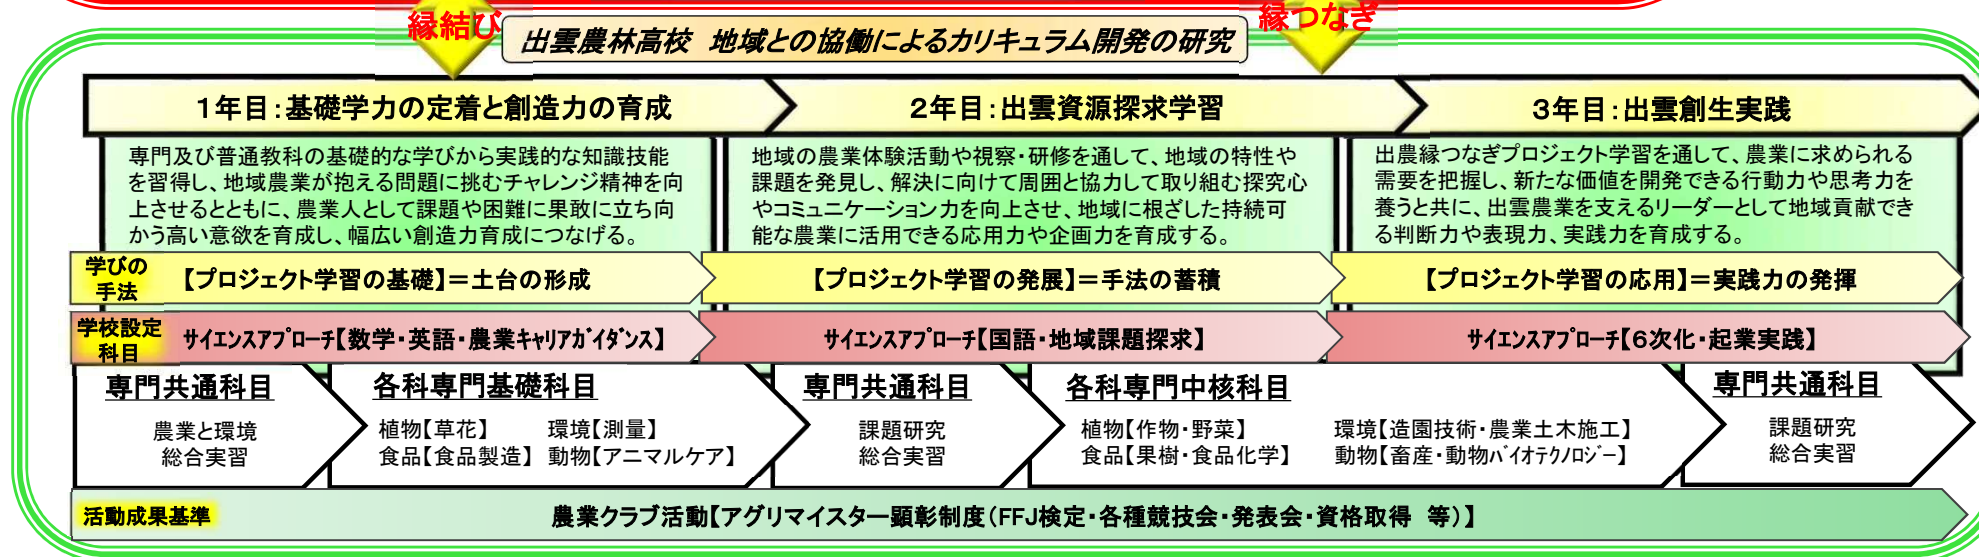 縁結び
縁つなぎ
出雲農林高校 地域との協働によるカリキュラム開発の研究
1年目：基礎学力の定着と創造力の育成
2年目：出雲資源探求学習
3年目：出雲創生実践
専門及び普通教科の基礎的な学びから実践的な知識技能
を習得し、地域農業が抱える問題に挑むチャレンジ精神を向
上させるとともに、農業人として課題や困難に果敢に立ち向
かう高い意欲を育成し、幅広い創造力育成につなげる。
地域の農業体験活動や視察・研修を通して、地域の特性や
課題を発見し、解決に向けて周囲と協力して取り組む探究心
やコミュニケーション力を向上させ、地域に根ざした持続可
能な農業に活用できる応用力や企画力を育成する。
出農縁つなぎプロジェクト学習を通して、農業に求められる
需要を把握し、新たな価値を開発できる行動力や思考力を
養うと共に、出雲農業を支えるリーダーとして地域貢献でき
る判断力や表現力、実践力を育成する。
学びの
手法
【プロジェクト学習の基礎】＝土台の形成
【プロジェクト学習の発展】＝手法の蓄積
【プロジェクト学習の応用】＝実践力の発揮
学校設定
科目
ｻｲｴﾝｽｱﾌﾟﾛｰﾁ【数学・英語・農業ｷｬﾘｱｶﾞｲﾀﾞﾝｽ】
ｻｲｴﾝｽｱﾌﾟﾛｰﾁ【国語・地域課題探求】
ｻｲｴﾝｽｱﾌﾟﾛｰﾁ【6次化・起業実践】
専門共通科目
農業と環境
総合実習
各科専門基礎科目
植物【草花】 環境【測量】
食品【食品製造】 動物【アニマルケア】
専門共通科目
課題研究
総合実習
各科専門中核科目
植物【作物・野菜】 環境【造園技術・農業土木施工】
食品【果樹・食品化学】 動物【畜産・動物ﾊﾞｲｵﾃｸﾉﾛｼﾞｰ】
専門共通科目
課題研究
総合実習
活動成果基準
農業クラブ活動【アグリマイスター顕彰制度（FFJ検定・各種競技会・発表会・資格取得 等）】